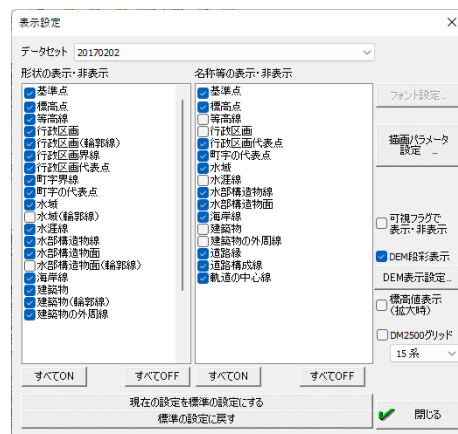 表示設定
データセット 20170202
形状の表示・非表示
基準点
標高点
等高線
行政区画
行政区画(輪郭線)
行政区画界線
行政区画代表点
町字界線
町字の代表点
水域
水域(輪郭線)
水涯線
水部構造物線
水部構造物面
水部構造物面(輪郭線)
海岸線
建築物
建築物(輪郭線)
建築物の外周線
すべてON すべてOFF
名称等の表示・非表示
基準点
標高点
等高線
行政区画
行政区画代表点
町字の代表点
水域
水涯線
水部構造物線
水部構造物面
海岸線
建築物
建築物の外周線
道路縁
道路構成線
軌道の中心線
すべてON すべてOFF
現在の設定を標準の設定にする
標準の設定に戻す
フォント設定...
描画パラメータ
設定 ...
可視フラグで
表示・非表示
DEM段彩表示
DEM表示設定...
標高値表示
(拡大時)
DM2500グリッド
15 系
閉じる